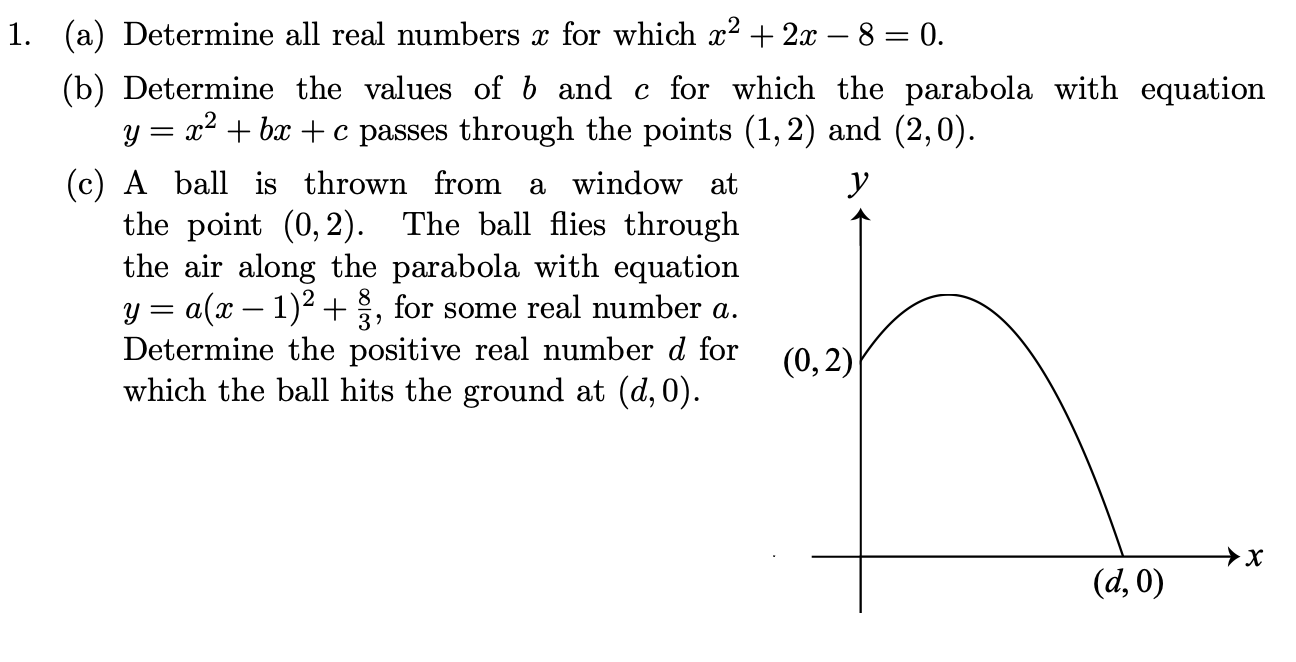 1. (a) Determine all real numbers x for which x² + 2x − 8 = 0.
(b) Determine the values of b and c for which the parabola with equation
y = x² + bx + c passes through the points (1, 2) and (2, 0).
(c) A ball is thrown from a window at
the point (0, 2). The ball flies through
the air along the parabola with equation
y = a(x − 1)² + 8/3, for some real number a.
Determine the positive real number d for
which the ball hits the ground at (d, 0).
y
(0, 2)
x
(d, 0)